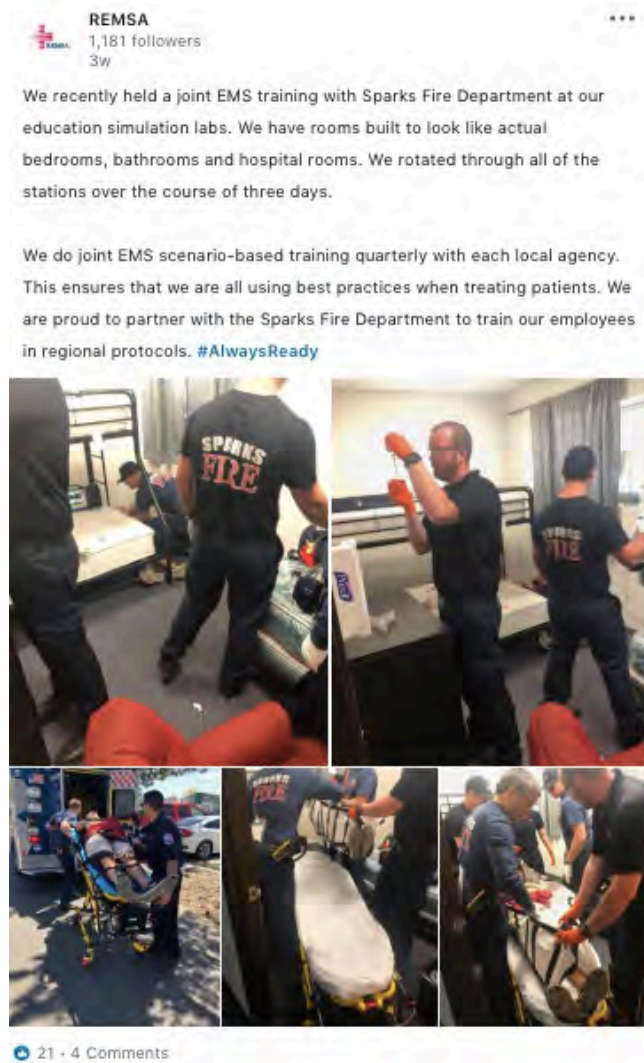 REMSA
1,181 followers
3w
We recently held a joint EMS training with Sparks Fire Department at our
education simulation labs. We have rooms built to look like actual
bedrooms, bathrooms and hospital rooms. We rotated through all of the
stations over the course of three days.
We do joint EMS scenario-based training quarterly with each local agency.
This ensures that we are all using best practices when treating patients. We
are proud to partner with the Sparks Fire Department to train our employees
in regional protocols. #AlwaysReady
SPARKS
FIRE
SPARKS
FIRE
SPARKS
FIRE
21 · 4 Comments